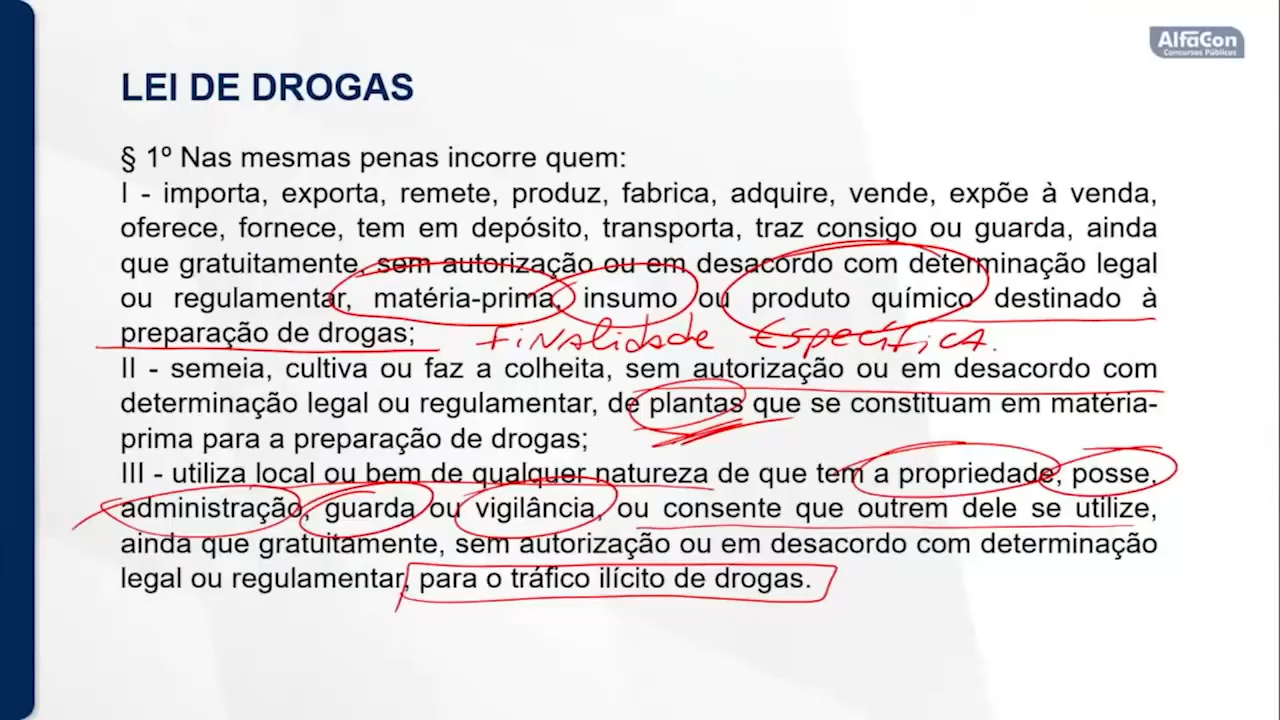 AlfaCon
Concursos Públicos
LEI DE DROGAS
§ 1º Nas mesmas penas incorre quem:
I - importa, exporta, remete, produz, fabrica, adquire, vende, expõe à venda,
oferece, fornece, tem em depósito, transporta, traz consigo ou guarda, ainda
que gratuitamente, sem autorização ou em desacordo com determinação legal
ou regulamentar, matéria-prima, insumo ou produto químico destinado à
preparação de drogas;
FINALIDADE ESPECÍFICA.
II - semeia, cultiva ou faz a colheita, sem autorização ou em desacordo com
determinação legal ou regulamentar, de plantas que se constituam em matéria-
prima para a preparação de drogas;
III - utiliza local ou bem de qualquer natureza de que tem a propriedade, posse,
administração, guarda ou vigilância, ou consente que outrem dele se utilize,
ainda que gratuitamente, sem autorização ou em desacordo com determinação
legal ou regulamentar, para o tráfico ilícito de drogas.